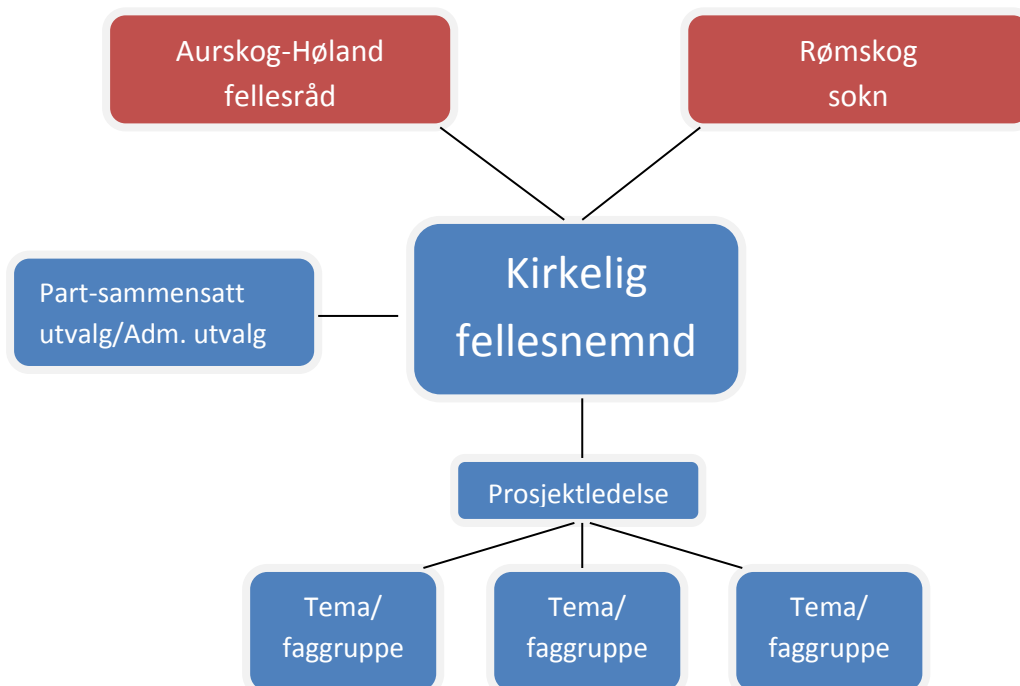 Aurskog-Høland
fellesråd
Rømskog
sokn
Kirkelig
fellesnemnd
Part-sammensatt
utvalg/Adm. utvalg
Prosjektledelse
Tema/
faggruppe
Tema/
faggruppe
Tema/
faggruppe